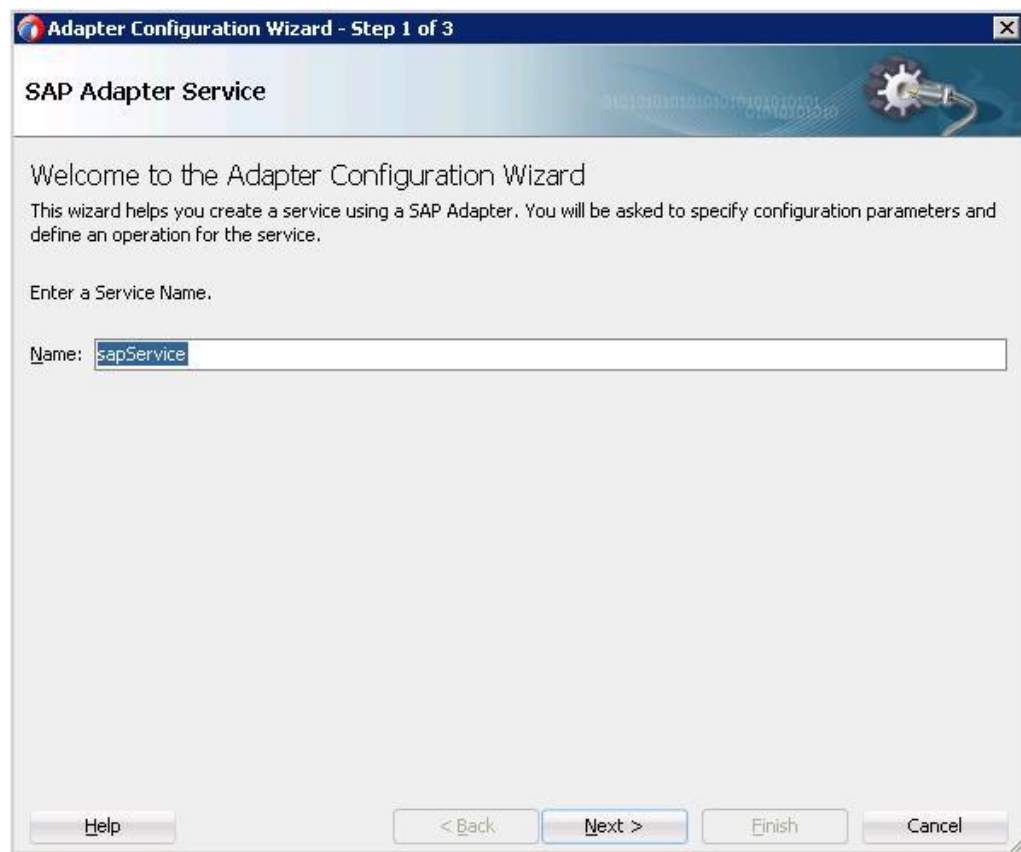 Adapter Configuration Wizard - Step 1 of 3
SAP Adapter Service
Welcome to the Adapter Configuration Wizard
This wizard helps you create a service using a SAP Adapter. You will be asked to specify configuration parameters and
define an operation for the service.
Enter a Service Name.
Name: sapService
Help < Back Next > Finish Cancel